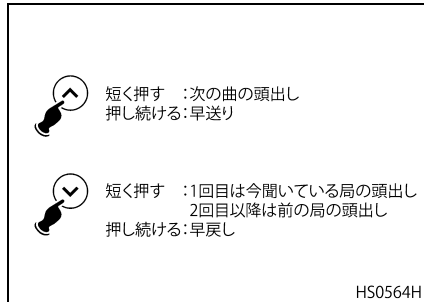 短く押す :次の曲の頭出し
押し続ける:早送り
短く押す :1回目は今聞いている局の頭出し
2回目以降は前の局の頭出し
押し続ける:早戻し
HS0564H